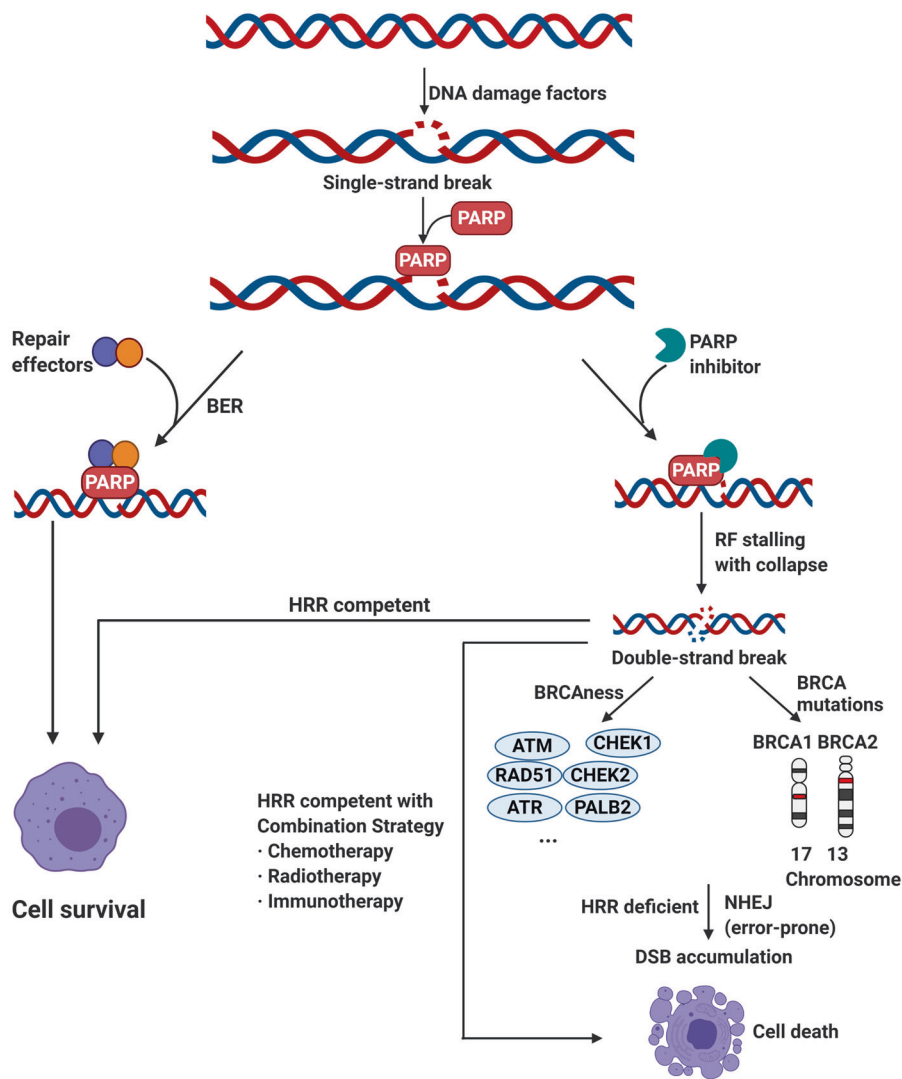 DNA damage factors
Single-strand break
PARP
PARP
Repair
effectors
BER
PARP
PARP
inhibitor
PARP
RF stalling
with collapse
HRR competent
Double-strand break
BRCAness
BRCA
mutations
ATM
CHEK1
RAD51
CHEK2
ATR
PALB2
...
BRCA1 BRCA2
17 13
Chromosome
HRR competent with
Combination Strategy
· Chemotherapy
· Radiotherapy
· Immunotherapy
Cell survival
HRR deficient
NHEJ
(error-prone)
DSB accumulation
Cell death